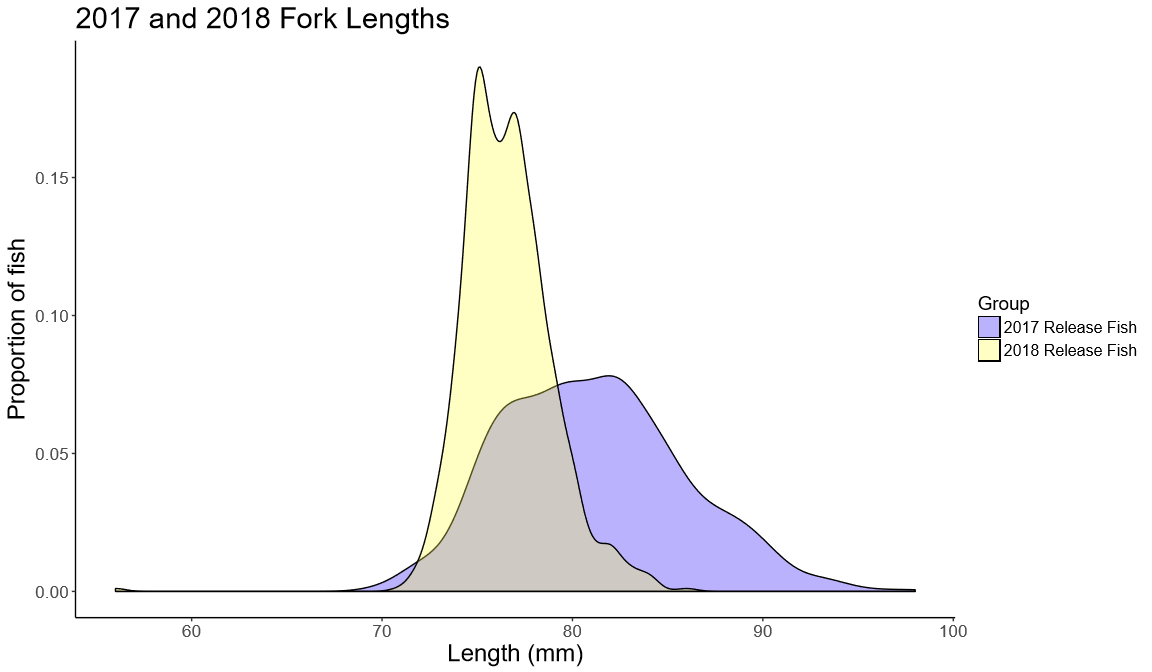 2017 and 2018 Fork Lengths
Proportion of fish
0.15
0.10
0.05
0.00
60
70
80
90
100
Length (mm)
Group
2017 Release Fish
2018 Release Fish